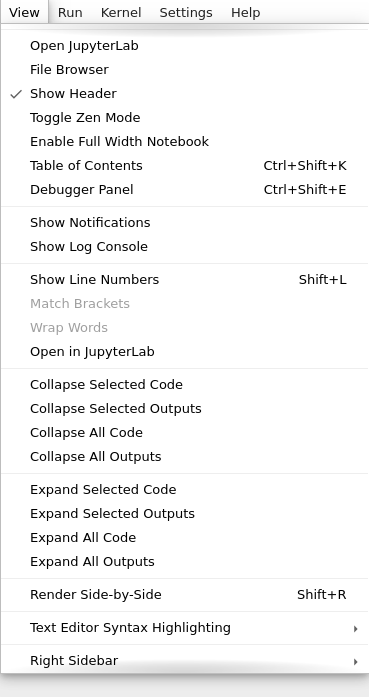 View Run Kernel Settings Help
Open JupyterLab
File Browser
Show Header
Toggle Zen Mode
Enable Full Width Notebook
Table of Contents Ctrl+Shift+K
Debugger Panel Ctrl+Shift+E
Show Notifications
Show Log Console
Show Line Numbers Shift+L
Match Brackets
Wrap Words
Open in JupyterLab
Collapse Selected Code
Collapse Selected Outputs
Collapse All Code
Collapse All Outputs
Expand Selected Code
Expand Selected Outputs
Expand All Code
Expand All Outputs
Render Side-by-Side Shift+R
Text Editor Syntax Highlighting
Right Sidebar